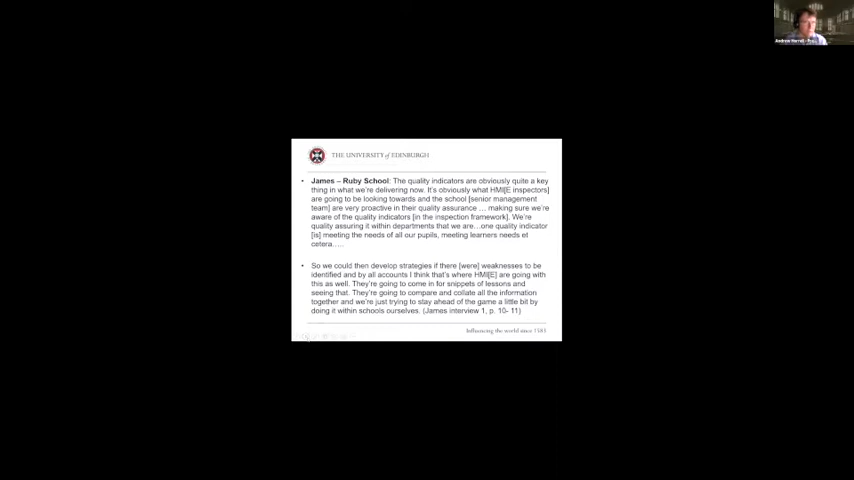 THE UNIVERSITY of EDINBURGH
• James – Ruby School: The quality indicators are obviously quite a key
thing in what we're delivering now. It's obviously what HMI[E inspectors]
are going to be looking towards and the school [senior management
team] are very proactive in their quality assurance … making sure we're
aware of the quality indicators [in the inspection framework]. We're
quality assuring it within departments that we are…one quality indicator
[is] meeting the needs of all our pupils, meeting learners needs et
cetera…..
• So we could then develop strategies if there [were] weaknesses to be
identified and by all accounts I think that's where HMI[E] are going with
this as well. They're going to come in for snippets of lessons and
seeing that. They're going to compare and collate all the information
together and we're just trying to stay ahead of the game a little bit by
doing it within schools ourselves. (James interview 1, p. 10- 11)
Influencing the world since 1583